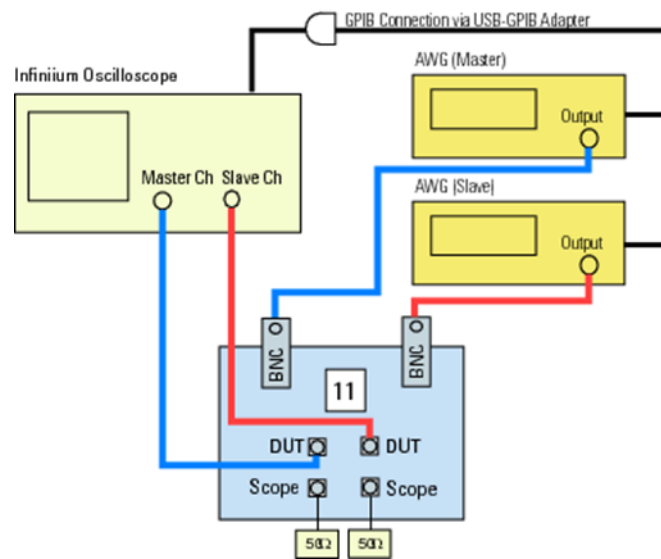 GPIB Connection via USB-GPIB Adapter
Infiniium Oscilloscope
AWG (Master)
Output
Master Ch Slave Ch
AWG (Slave)
Output
BNC
BNC
11
DUT
DUT
Scope
Scope
50Ω
50Ω